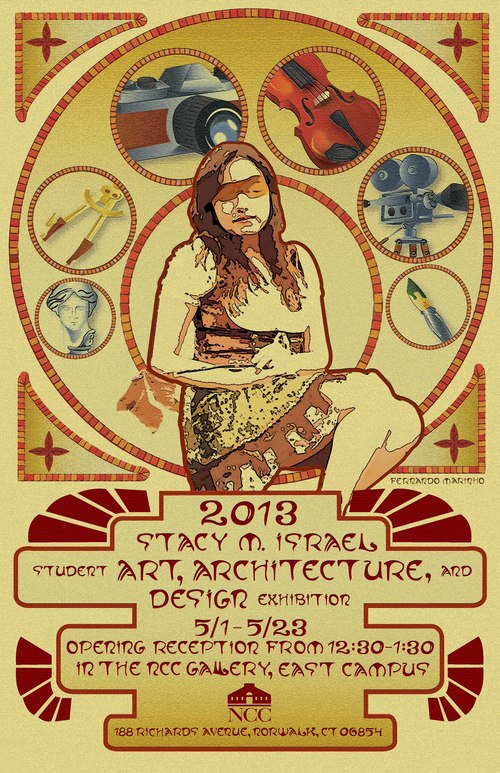 FERNANDO MARINHO
2013
STACY M. ISRAEL
STUDENT ART, ARCHITECTURE, AND
DESIGN EXHIBITION
5/1-5/23
OPENING RECEPTION FROM 12:30-1:30
IN THE NCC GALLERY, EAST CAMPUS
NCC
188 RICHARDS AVENUE, NORWALK, CT 06854